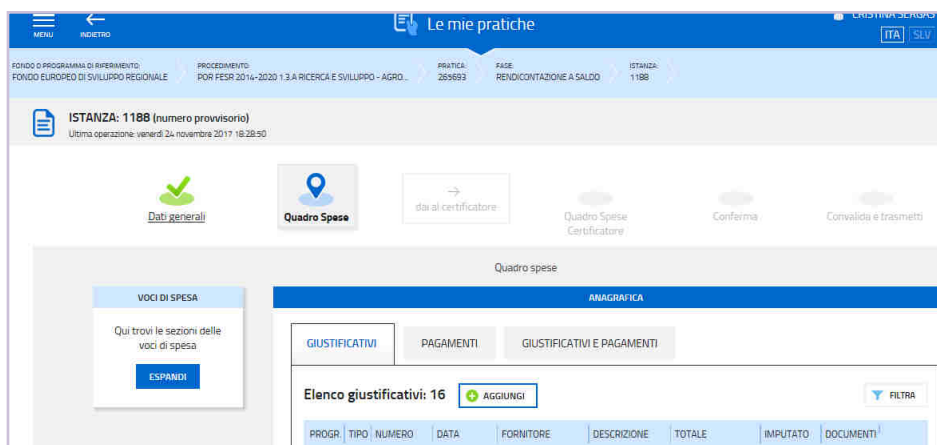 CRISTINA SERGAS
MENU
INDIETRO
Le mie pratiche
ITA SLV
FONDO O PROGRAMMA DI RIFERIMENTO:
FONDO EUROPEO DI SVILUPPO REGIONALE
PROCEDIMENTO:
POR FESR 2014-2020 1.3.A RICERCA E SVILUPPO - AGRO...
PRATICA:
265693
FASE:
RENDICONTAZIONE A SALDO
ISTANZA:
1188
ISTANZA: 1188 (numero provvisorio)
Ultima operazione: venerdì 24 novembre 2017 18:28:50
Dati generali
Quadro Spese
dai al certificatore
Quadro Spese
Certificatore
Conferma
Convalida e trasmetti
Quadro spese
VOCI DI SPESA
Qui trovi le sezioni delle
voci di spesa
ESPANDI
ANAGRAFICA
GIUSTIFICATIVI
PAGAMENTI
GIUSTIFICATIVI E PAGAMENTI
Elenco giustificativi: 16
AGGIUNGI
FILTRA
PROGR TIPO NUMERO DATA FORNITORE DESCRIZIONE TOTALE IMPUTATO DOCUMENTI